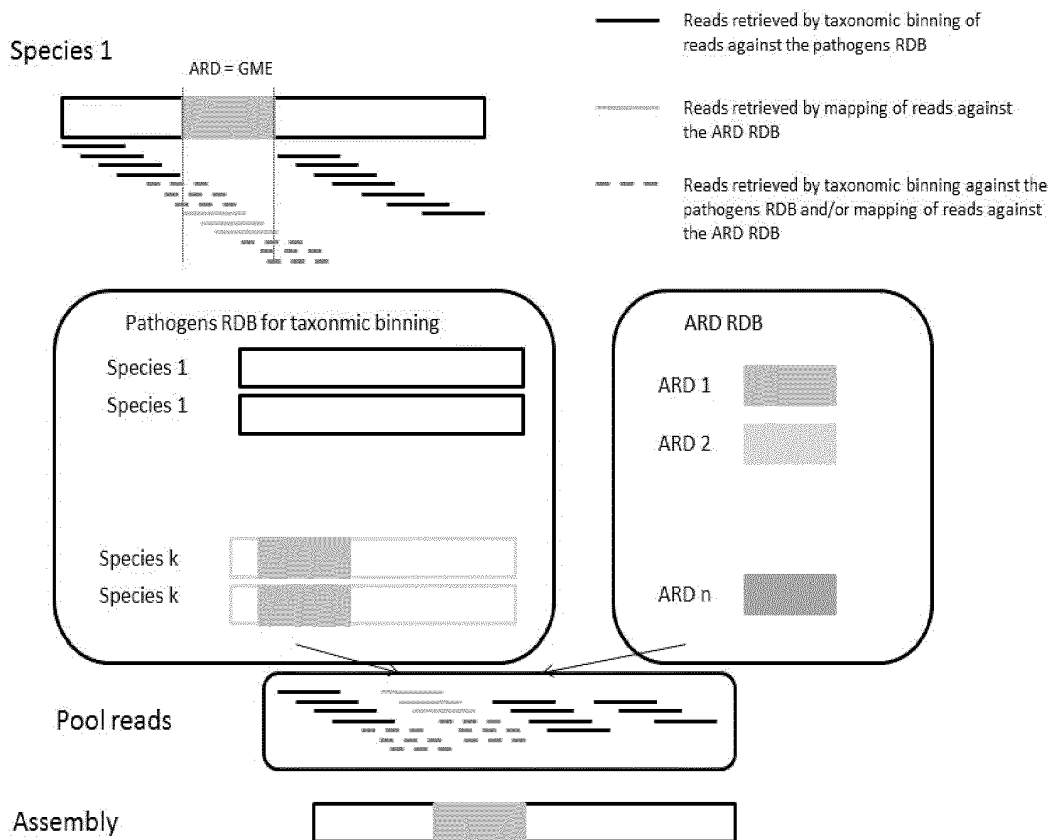 Species 1
ARD = GME
Reads retrieved by taxonomic binning of
reads against the pathogens RDB
Reads retrieved by mapping of reads against
the ARD RDB
Reads retrieved by taxonomic binning against the
pathogens RDB and/or mapping of reads against
the ARD RDB
Pathogens RDB for taxonmic binning
Species 1
Species 1
Species k
Species k
ARD RDB
ARD 1
ARD 2
ARD n
Pool reads
Assembly